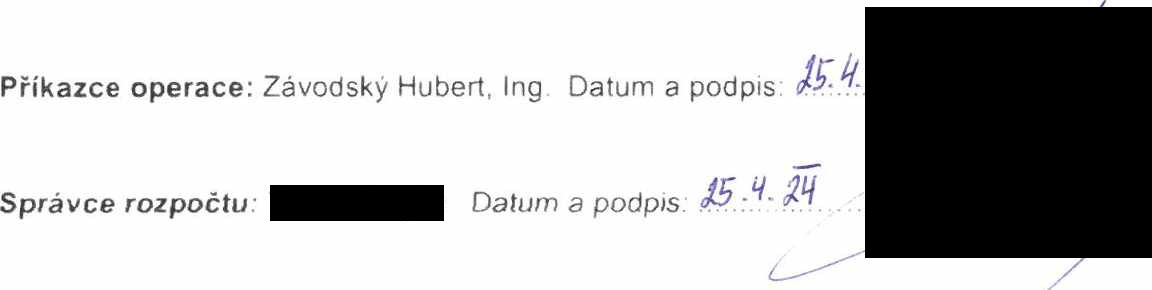 Příkazce operace: Závodský Hubert, Ing. Datum a podpis: 25.4.
Správce rozpočtu: Datum a podpis: 25.4.24